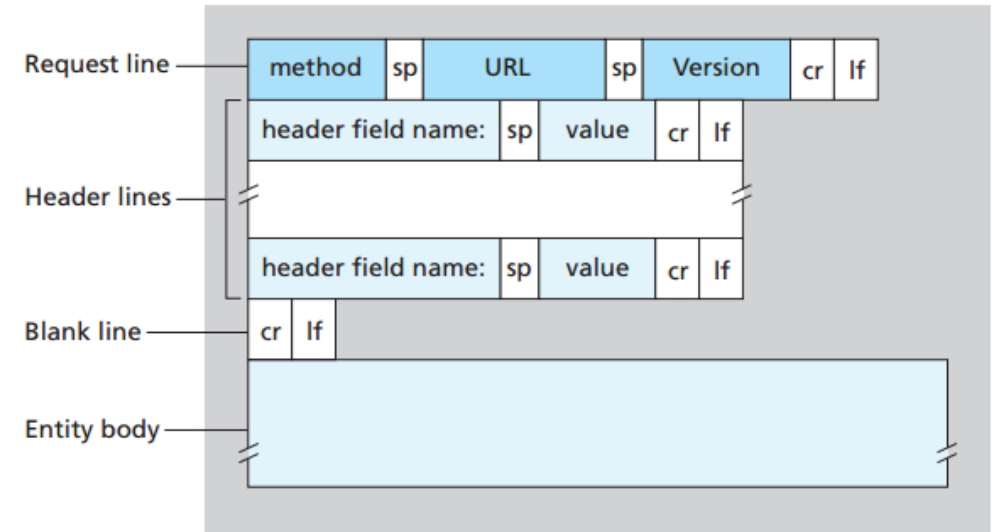 Request line method sp URL sp Version cr lf
header field name: sp value cr lf
Header lines
header field name: sp value cr lf
Blank line cr lf
Entity body